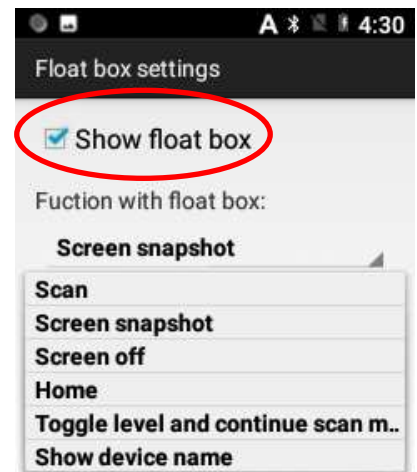 A 4:30
Float box settings
Show float box
Fuction with float box:
Screen snapshot
Scan
Screen snapshot
Screen off
Home
Toggle level and continue scan m..
Show device name